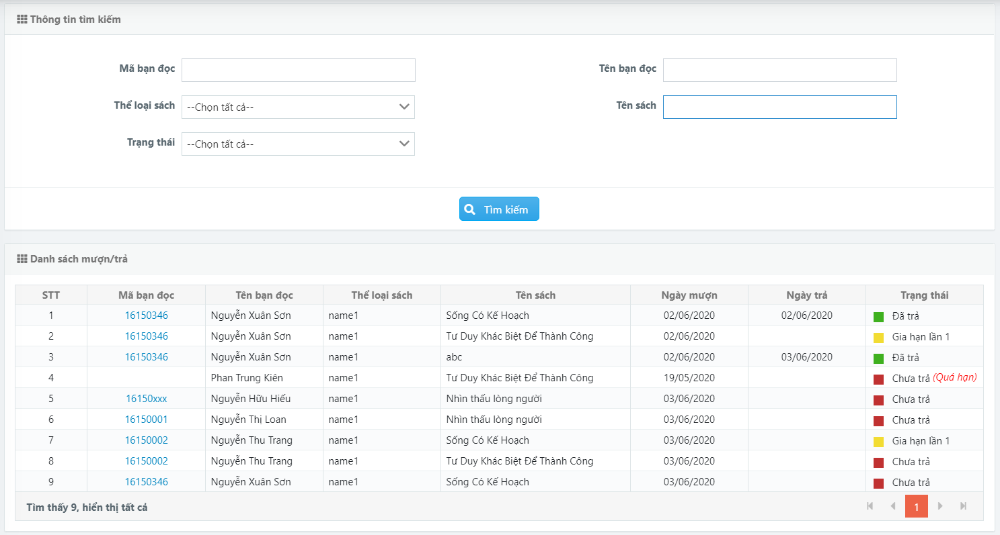 Thông tin tìm kiếm
Mã bạn đọc Tên bạn đọc
Thể loại sách --Chọn tất cả-- Tên sách
Trạng thái --Chọn tất cả--
Tìm kiếm
Danh sách mượn/trả
STT Mã bạn đọc Tên bạn đọc Thể loại sách Tên sách Ngày mượn Ngày trả Trạng thái
1 16150346 Nguyễn Xuân Sơn name1 Sống Có Kế Hoạch 02/06/2020 02/06/2020 Đã trả
2 16150346 Nguyễn Xuân Sơn name1 Tư Duy Khác Biệt Để Thành Công 02/06/2020 Gia hạn lần 1
3 16150346 Nguyễn Xuân Sơn name1 abc 02/06/2020 03/06/2020 Đã trả
4 Phan Trung Kiên name1 Tư Duy Khác Biệt Để Thành Công 19/05/2020 Chưa trả (Quá hạn)
5 16150xxx Nguyễn Hữu Hiếu name1 Nhìn thấu lòng người 03/06/2020 Chưa trả
6 16150001 Nguyễn Thị Loan name1 Nhìn thấu lòng người 03/06/2020 Chưa trả
7 16150002 Nguyễn Thu Trang name1 Sống Có Kế Hoạch 03/06/2020 Gia hạn lần 1
8 16150002 Nguyễn Thu Trang name1 Tư Duy Khác Biệt Để Thành Công 03/06/2020 Chưa trả
9 16150346 Nguyễn Xuân Sơn name1 Sống Có Kế Hoạch 03/06/2020 Chưa trả
Tìm thấy 9, hiển thị tất cả 1